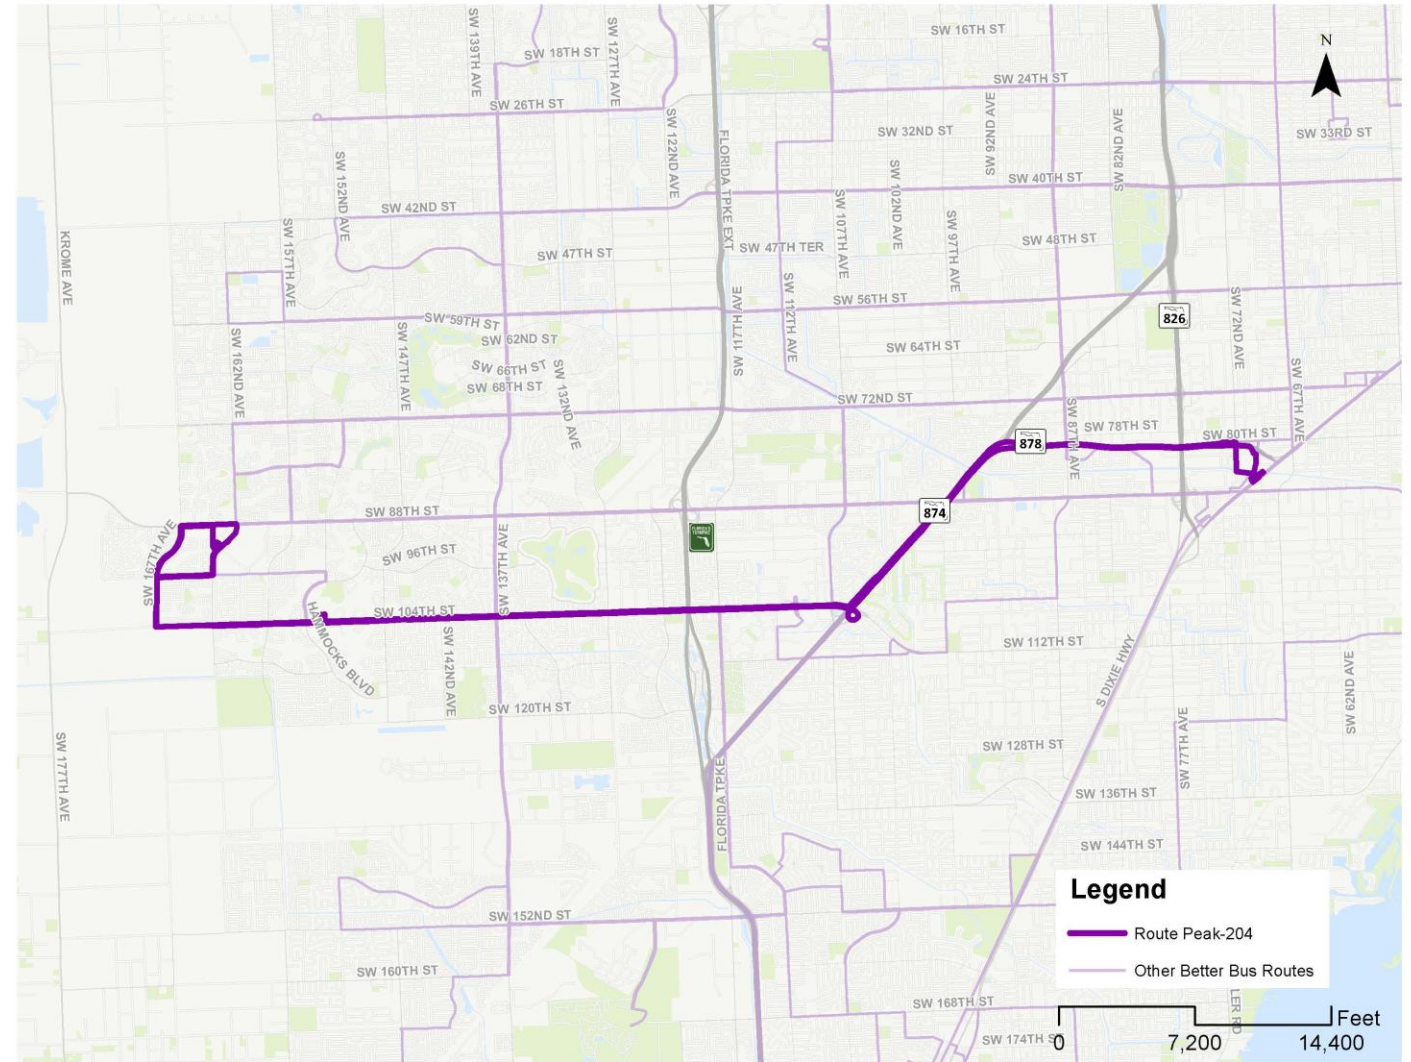 SW 139TH AVE
SW 18TH ST
SW 127TH AVE
SW 16TH ST
N
SW 24TH ST
SW 26TH ST
SW 122ND AVE
FLORIDA TPKE EXT
SW 32ND ST
SW 92ND AVE
SW 82ND AVE
SW 33RD ST
SW 152ND AVE
SW 102ND AVE
SW 40TH ST
SW 42ND ST
SW 107TH AVE
SW 97TH AVE
KROME AVE
SW 157TH AVE
SW 47TH ST
SW 47TH TER
SW 48TH ST
SW 117TH AVE
SW 112TH AVE
SW 56TH ST
SW 72ND AVE
826
SW 59TH ST
SW 162ND AVE
SW 147TH AVE
SW 62ND ST
SW 64TH ST
SW 66TH ST
SW 68TH ST
SW 132ND AVE
SW 67TH AVE
SW 72ND ST
SW 87TH AVE
SW 78TH ST
SW 80TH ST
878
SW 88TH ST
874
SW 167TH AVE
SW 96TH ST
SW 137TH AVE
SW 104TH ST
HAMMOCKS BLVD
SW 142ND AVE
SW 112TH ST
S DIXIE HWY
SW 62ND AVE
SW 120TH ST
SW 77TH AVE
SW 177TH AVE
SW 128TH ST
FLORIDA TPKE
SW 136TH ST
SW 144TH ST
Legend
Route Peak-204
Other Better Bus Routes
SW 152ND ST
SW 160TH ST
SW 168TH ST
LER RD
SW 174TH ST
Feet
0
7,200
14,400